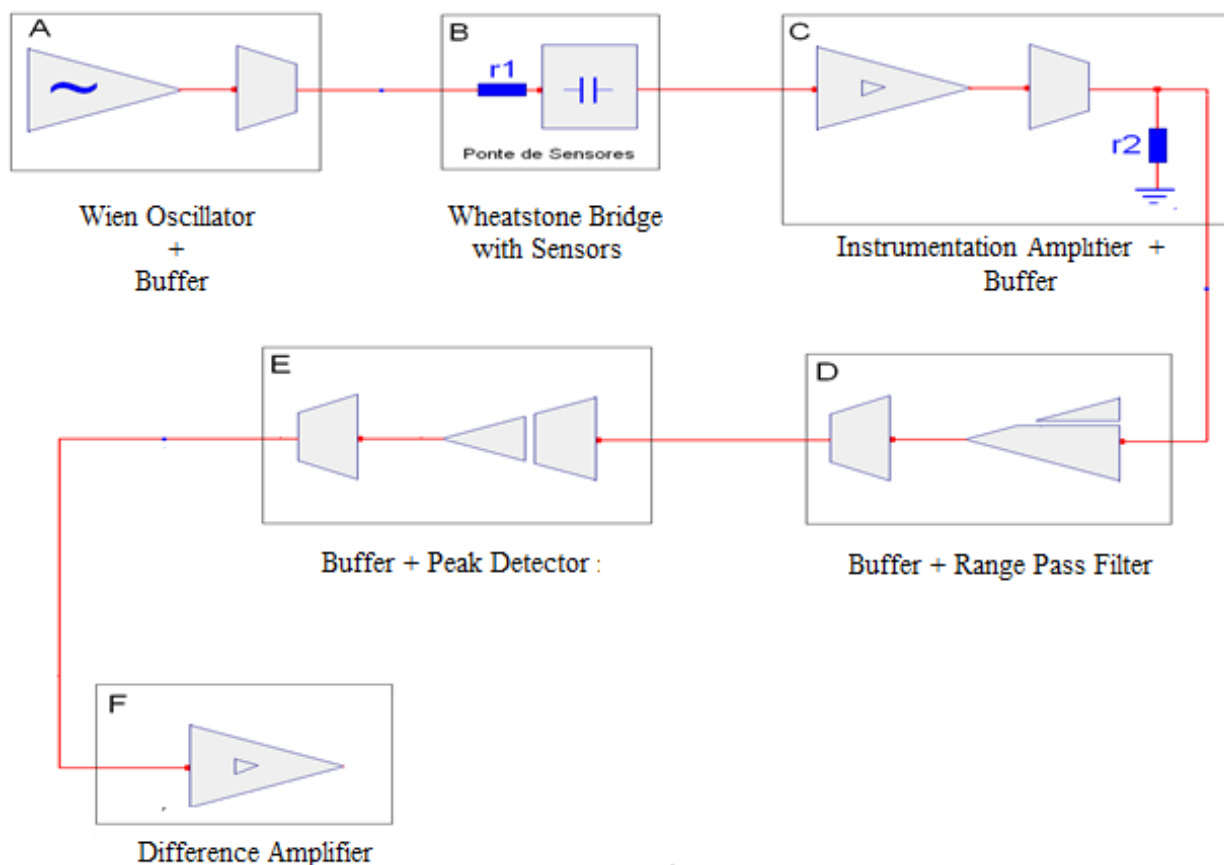 A
B
r1
Ponte de Sensores
C
r2
Wien Oscillator
+
Buffer
Wheatstone Bridge
with Sensors
Instrumentation Amplifier +
Buffer
E
D
Buffer + Peak Detector :
Buffer + Range Pass Filter
F
Difference Amplifier